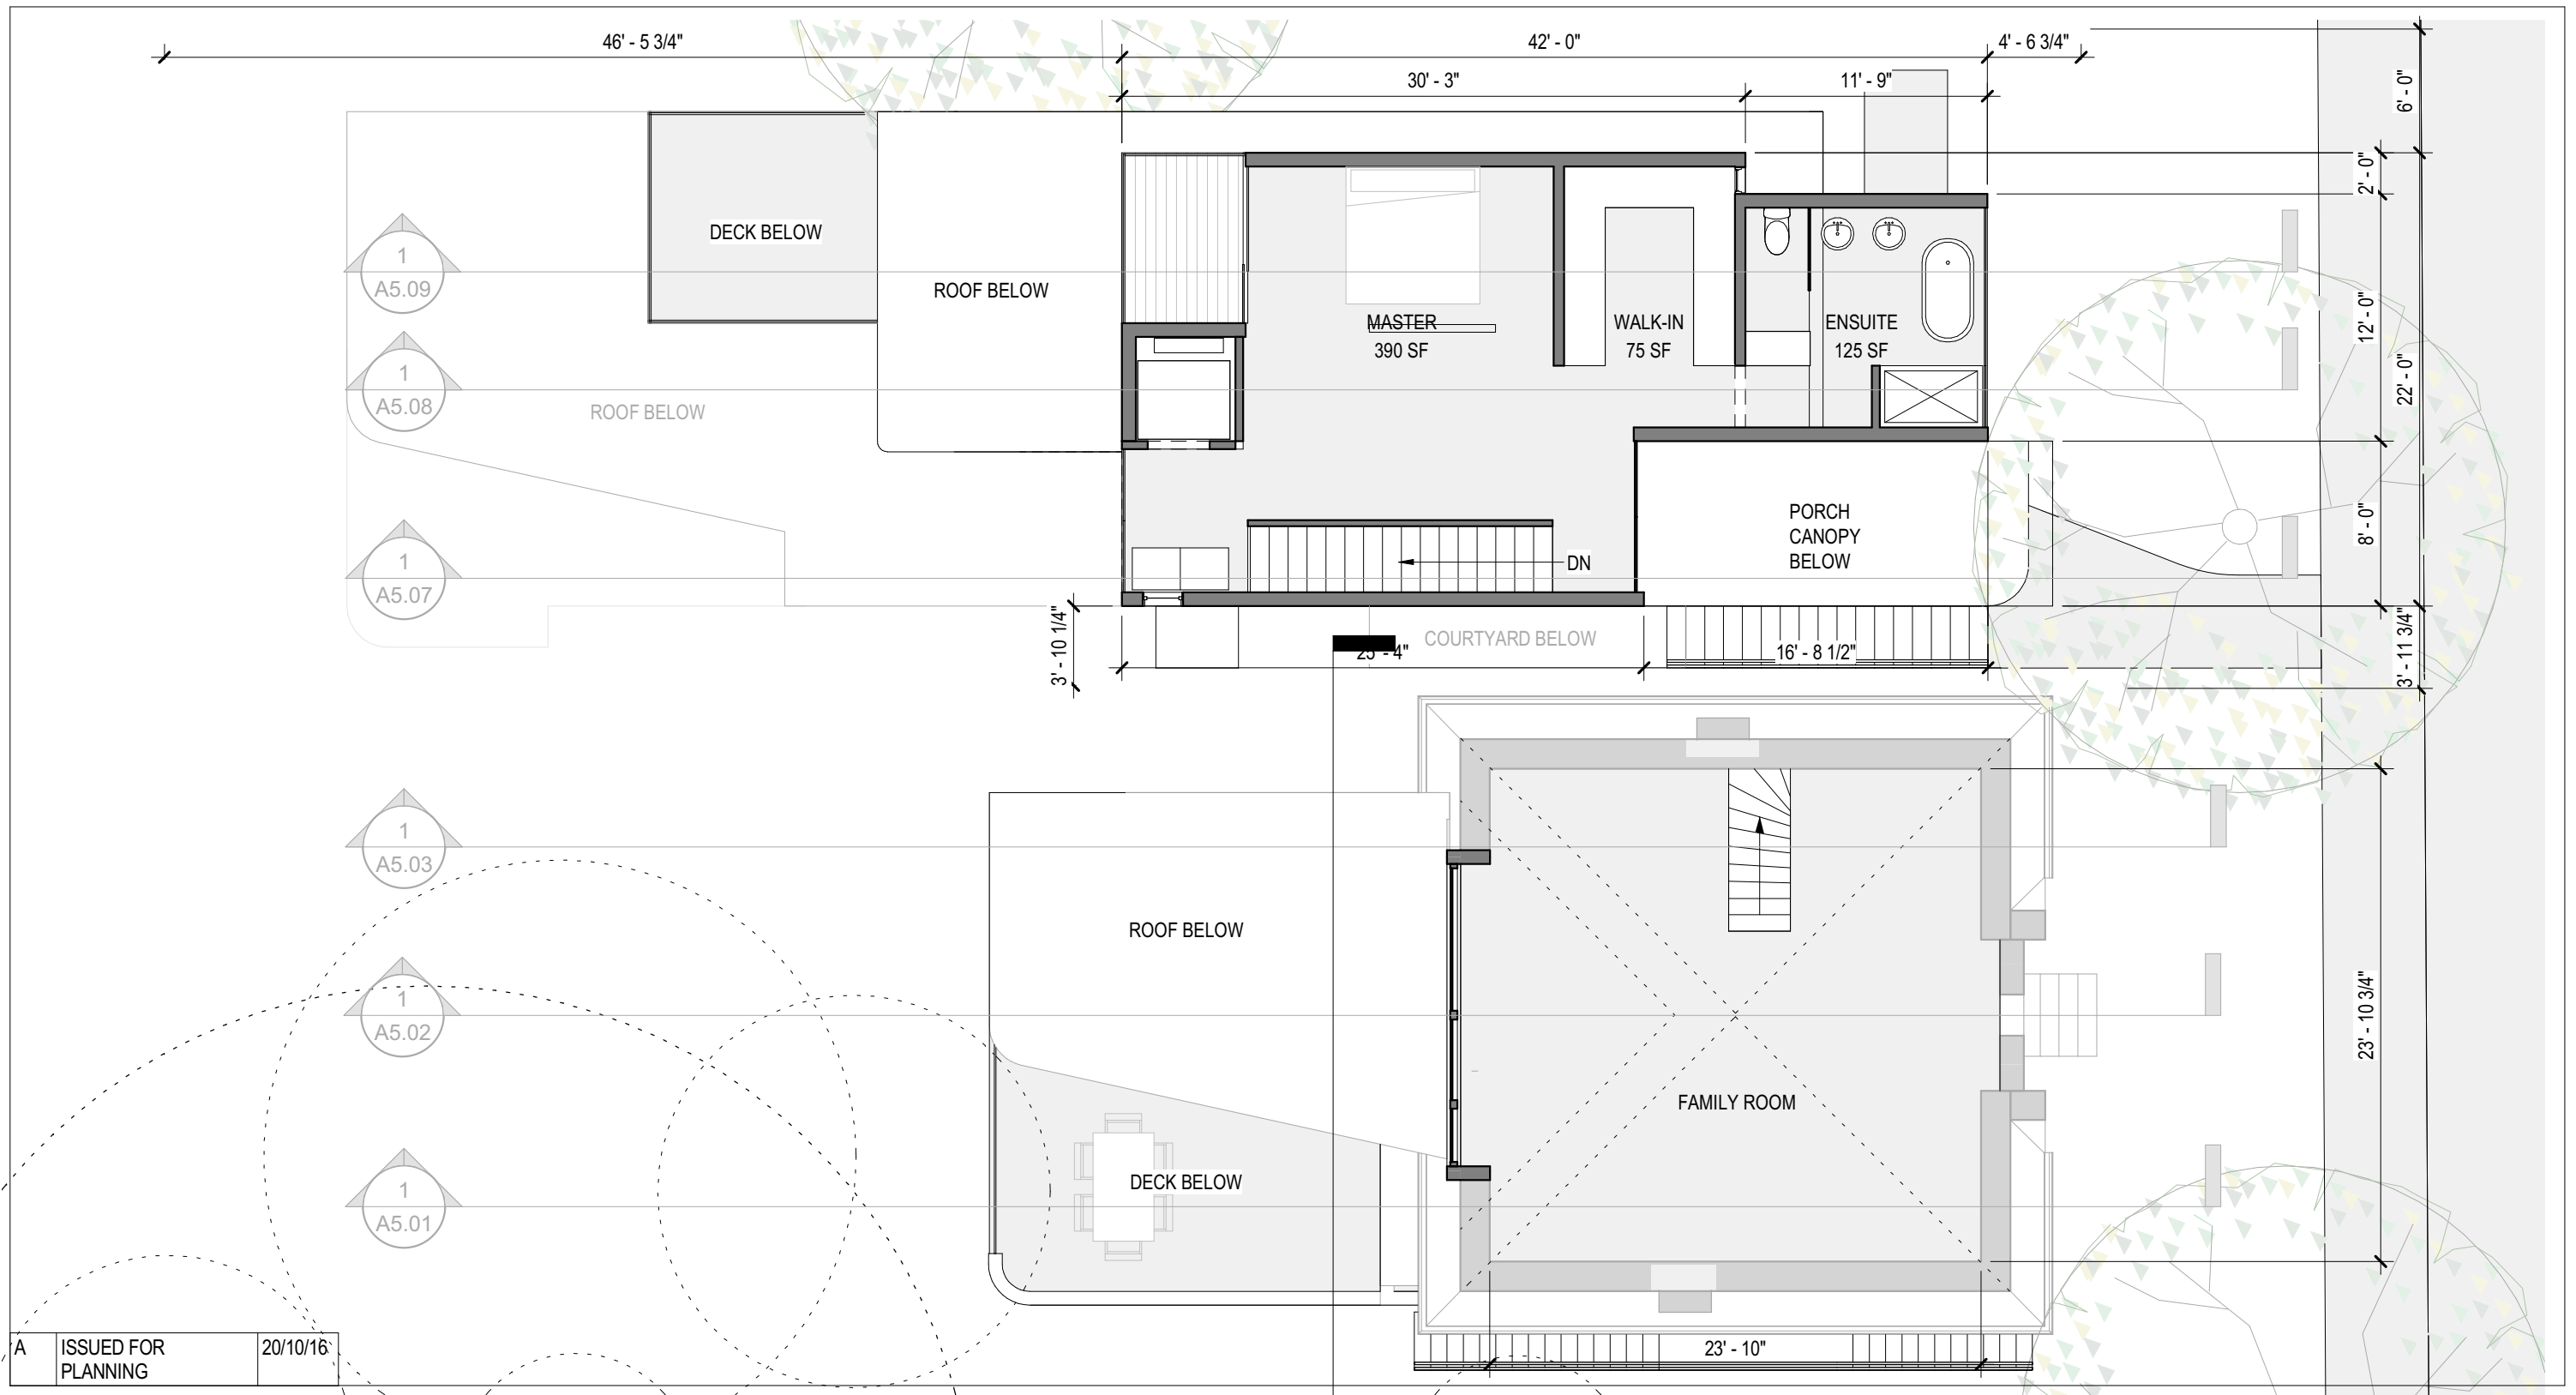 46' - 5 3/4"
42' - 0"
4' - 6 3/4"
30' - 3"
11' - 9"
6' - 0"
2' - 0"
DECK BELOW
1
A5.09
ROOF BELOW
MASTER
390 SF
WALK-IN
75 SF
ENSUITE
125 SF
12' - 0"
22' - 0"
1
A5.08
ROOF BELOW
PORCH
CANOPY
BELOW
8' - 0"
1
A5.07
DN
3' - 10 1/4"
COURTYARD BELOW
25' - 4"
16' - 8 1/2"
3' - 11 3/4"
1
A5.03
ROOF BELOW
1
A5.02
23' - 10 3/4"
FAMILY ROOM
DECK BELOW
1
A5.01
23' - 10"
A
ISSUED FOR
PLANNING
20/10/16